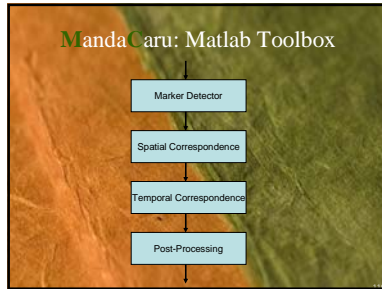 MandaCaru: Matlab Toolbox
Marker Detector
Spatial Correspondence
Temporal Correspondence
Post-Processing